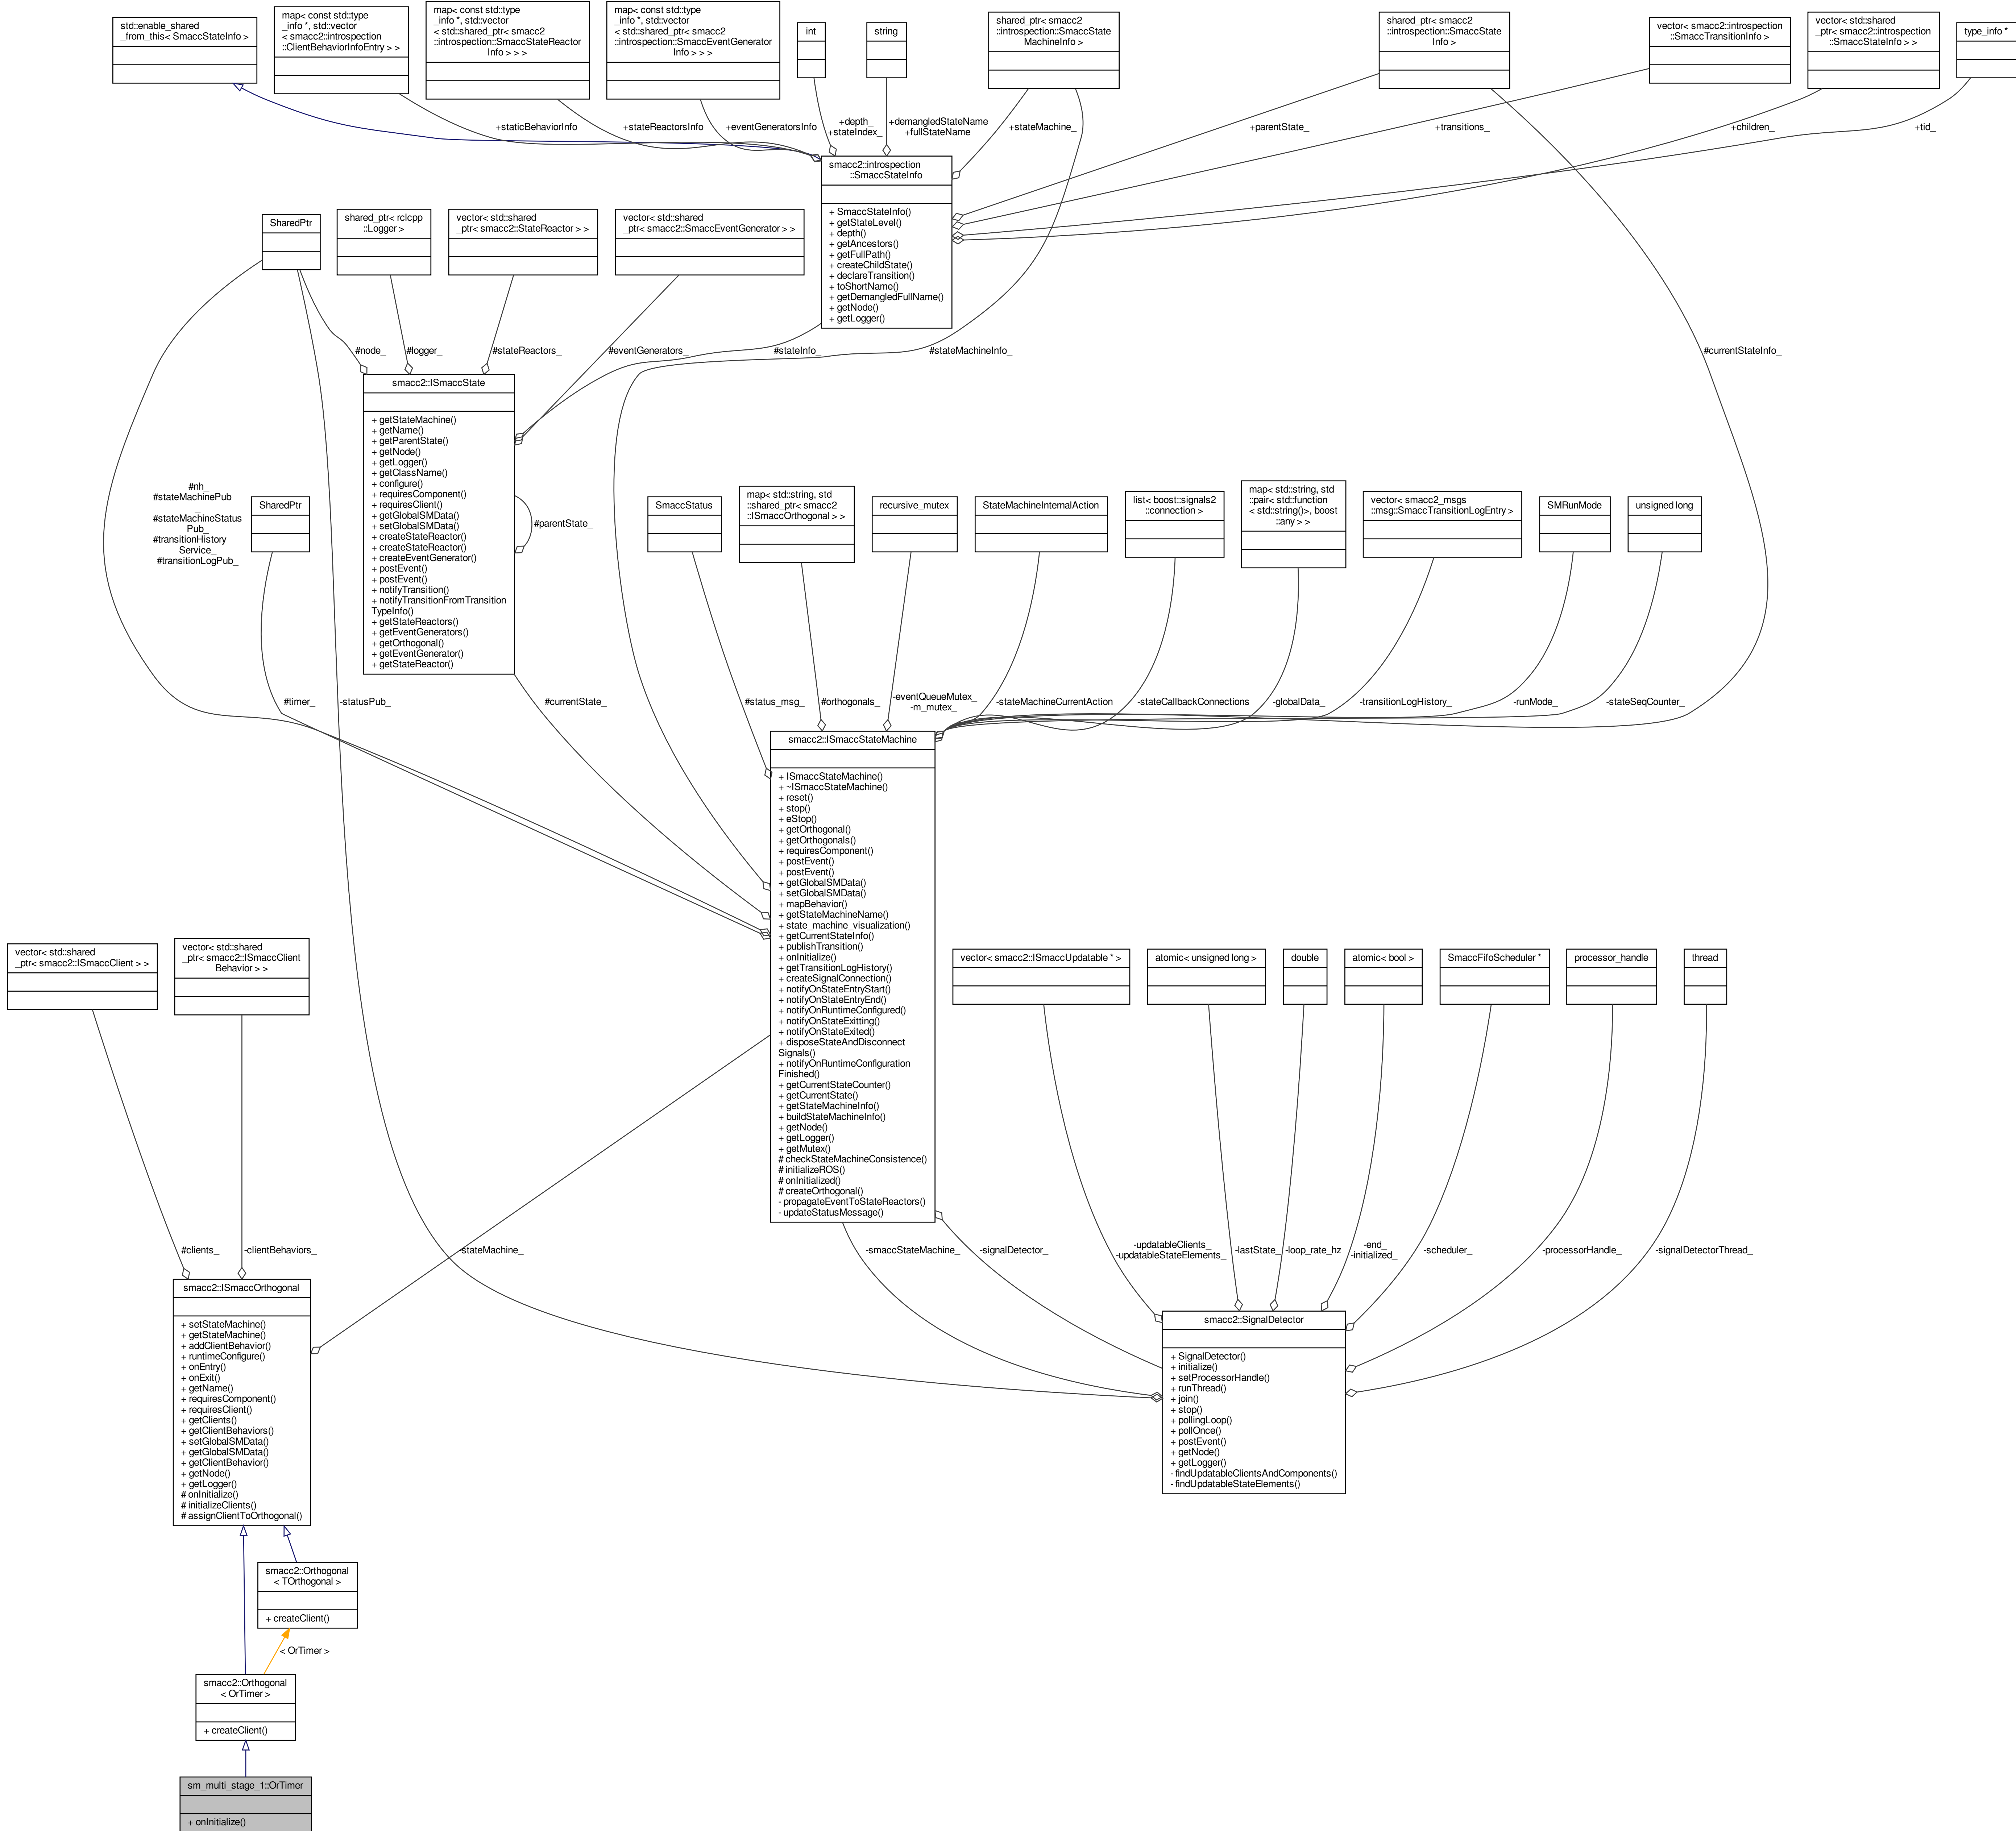 std::enable_shared
_from_this< SmaccStateInfo >
map< const std::type
_info *, std::vector
< smacc2::introspection
::ClientBehaviorInfoEntry > >
map< const std::type
_info *, std::vector
< std::shared_ptr< smacc2
::introspection::SmaccStateReactor
Info > > >
map< const std::type
_info *, std::vector
< std::shared_ptr< smacc2
::introspection::SmaccEventGenerator
Info > > >
int
string
shared_ptr< smacc2
::introspection::SmaccState
MachineInfo >
shared_ptr< smacc2
::introspection::SmaccState
Info >
vector< smacc2::introspection
::SmaccTransitionInfo >
vector< std::shared
_ptr< smacc2::introspection
::SmaccStateInfo > >
type_info *
+staticBehaviorInfo
+stateReactorsInfo
+eventGeneratorsInfo
+depth_
+stateIndex_
+demangledStateName
+fullStateName
+stateMachine_
+parentState_
+transitions_
+children_
+tid_
smacc2::introspection
::SmaccStateInfo
+ SmaccStateInfo()
+ getStateLevel()
+ depth()
+ getAncestors()
+ getFullPath()
+ createChildState()
+ declareTransition()
+ toShortName()
+ getDemangledFullName()
+ getNode()
+ getLogger()
SharedPtr
shared_ptr< rclcpp
::Logger >
vector< std::shared
_ptr< smacc2::StateReactor > >
vector< std::shared
_ptr< smacc2::SmaccEventGenerator > >
#node_
#logger_
#stateReactors_
#eventGenerators_
#stateInfo_
#stateMachineInfo_
#currentStateInfo_
smacc2::ISmaccState
+ getStateMachine()
+ getName()
+ getParentState()
+ getNode()
+ getLogger()
+ getClassName()
+ configure()
+ requiresComponent()
+ requiresClient()
+ getGlobalSMData()
+ setGlobalSMData()
+ createStateReactor()
+ createStateReactor()
+ createEventGenerator()
+ postEvent()
+ postEvent()
+ notifyTransition()
+ notifyTransitionFromTransition
TypeInfo()
+ getStateReactors()
+ getEventGenerators()
+ getOrthogonal()
+ getEventGenerator()
+ getStateReactor()
#parentState_
#nh_
#stateMachinePub
_
#stateMachineStatus
Pub_
#transitionHistory
Service_
#transitionLogPub_
SharedPtr
SmaccStatus
map< std::string, std
::shared_ptr< smacc2
::ISmaccOrthogonal > >
recursive_mutex
StateMachineInternalAction
list< boost::signals2
::connection >
map< std::string, std
::pair< std::function
< std::string()>, boost
::any > >
vector< smacc2_msgs
::msg::SmaccTransitionLogEntry >
SMRunMode
unsigned long
#timer_
-statusPub_
#currentState_
#status_msg_
#orthogonals_
-eventQueueMutex_
-m_mutex_
-stateMachineCurrentAction
-stateCallbackConnections
-globalData_
-transitionLogHistory_
-runMode_
-stateSeqCounter_
smacc2::ISmaccStateMachine
+ ISmaccStateMachine()
+ ~ISmaccStateMachine()
+ reset()
+ stop()
+ eStop()
+ getOrthogonal()
+ getOrthogonals()
+ requiresComponent()
+ postEvent()
+ postEvent()
+ getGlobalSMData()
+ setGlobalSMData()
+ mapBehavior()
+ getStateMachineName()
+ state_machine_visualization()
+ getCurrentStateInfo()
+ publishTransition()
+ onInitialize()
+ getTransitionLogHistory()
+ createSignalConnection()
+ notifyOnStateEntryStart()
+ notifyOnStateEntryEnd()
+ notifyOnRuntimeConfigured()
+ notifyOnStateExitting()
+ notifyOnStateExited()
+ disposeStateAndDisconnect
Signals()
+ notifyOnRuntimeConfiguration
Finished()
+ getCurrentStateCounter()
+ getCurrentState()
+ getStateMachineInfo()
+ buildStateMachineInfo()
+ getNode()
+ getLogger()
+ getMutex()
# checkStateMachineConsistence()
# initializeROS()
# onInitialized()
# createOrthogonal()
- propagateEventToStateReactors()
- updateStatusMessage()
vector< std::shared
_ptr< smacc2::ISmaccClient > >
vector< std::shared
_ptr< smacc2::ISmaccClient
Behavior > >
vector< smacc2::ISmaccUpdatable * >
atomic< unsigned long >
double
atomic< bool >
SmaccFifoScheduler *
processor_handle
thread
#clients_
-clientBehaviors_
-stateMachine_
-smaccStateMachine_
-signalDetector_
-updatableClients_
-updatableStateElements_
-lastState_
-loop_rate_hz
-end_
-initialized_
-scheduler_
-processorHandle_
-signalDetectorThread_
smacc2::ISmaccOrthogonal
+ setStateMachine()
+ getStateMachine()
+ addClientBehavior()
+ runtimeConfigure()
+ onEntry()
+ onExit()
+ getName()
+ requiresComponent()
+ requiresClient()
+ getClients()
+ getClientBehaviors()
+ setGlobalSMData()
+ getGlobalSMData()
+ getClientBehavior()
+ getNode()
+ getLogger()
# onInitialize()
# initializeClients()
# assignClientToOrthogonal()
smacc2::SignalDetector
+ SignalDetector()
+ initialize()
+ setProcessorHandle()
+ runThread()
+ join()
+ stop()
+ pollingLoop()
+ pollOnce()
+ postEvent()
+ getNode()
+ getLogger()
- findUpdatableClientsAndComponents()
- findUpdatableStateElements()
smacc2::Orthogonal
< TOrthogonal >
+ createClient()
< OrTimer >
smacc2::Orthogonal
< OrTimer >
+ createClient()
sm_multi_stage_1::OrTimer
+ onInitialize()